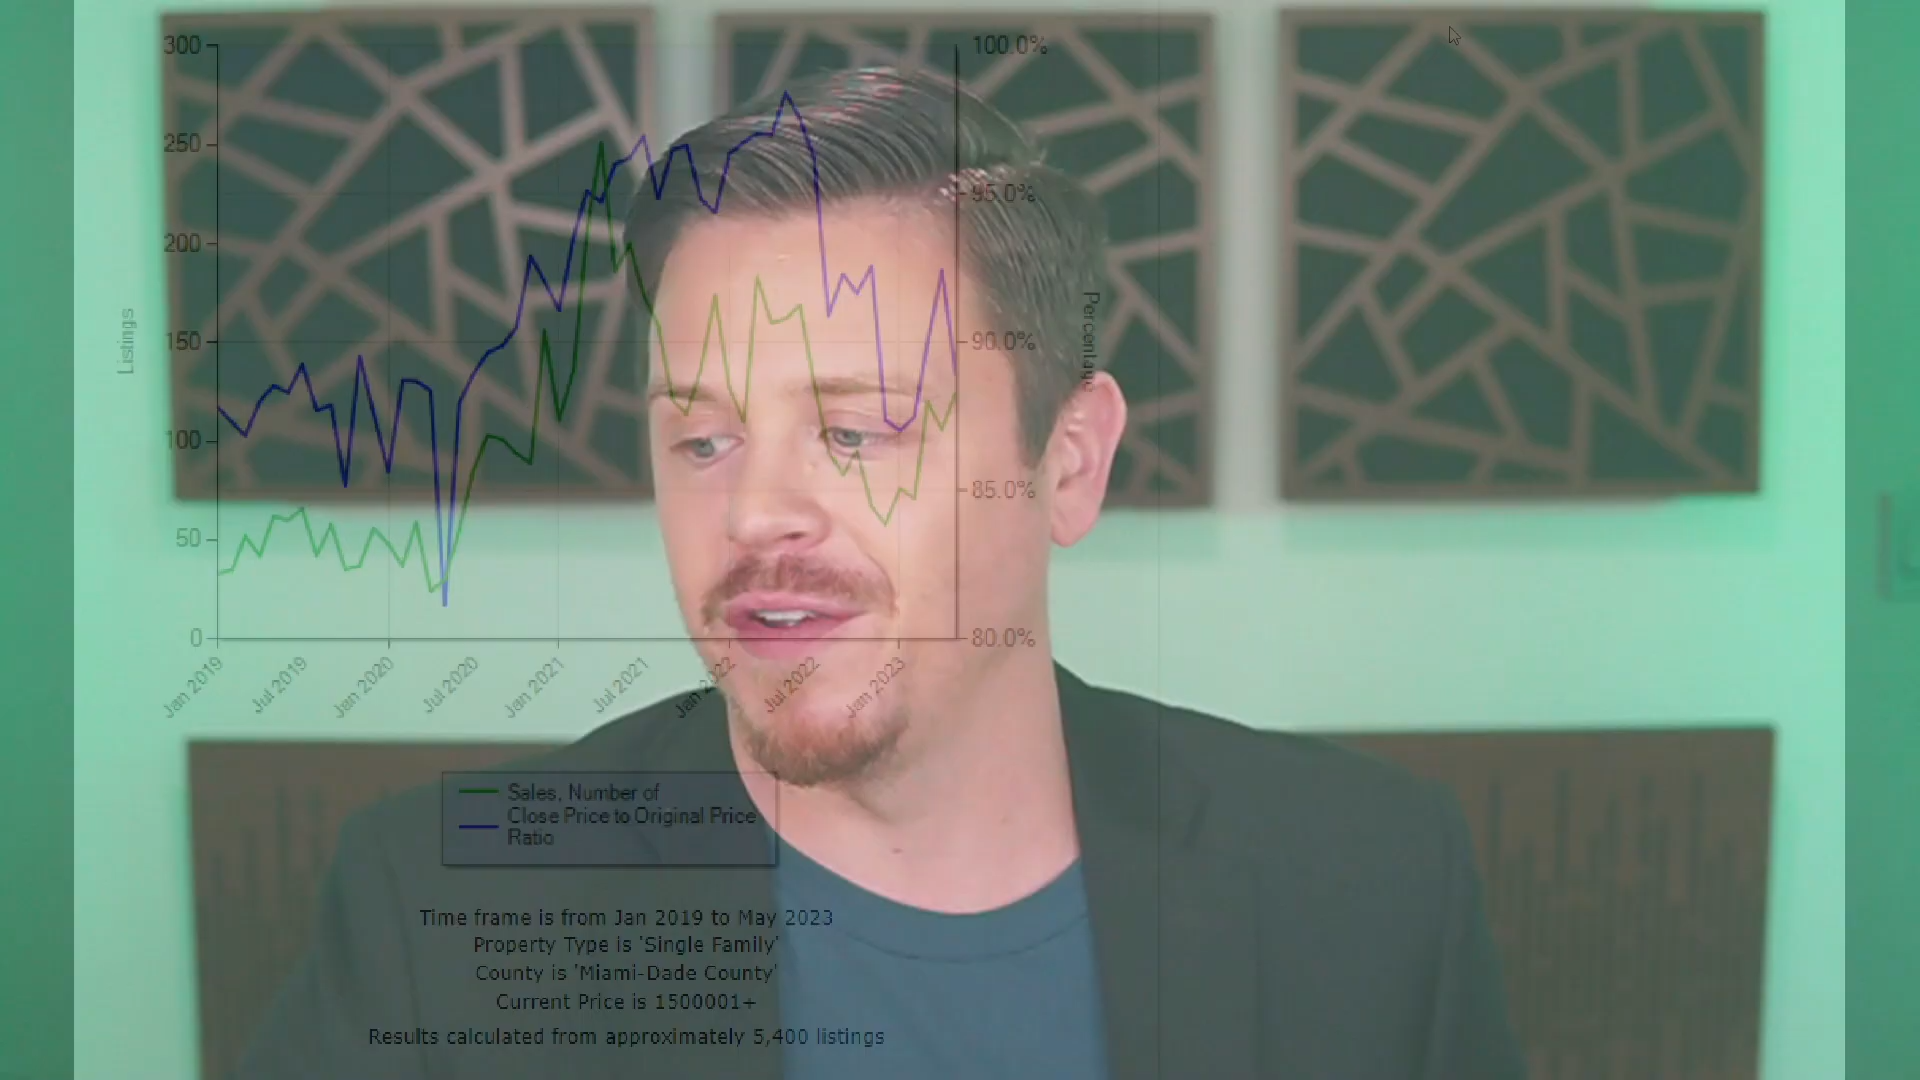 300
250
200
150
100
50
0
Listings
100.0%
95.0%
90.0%
85.0%
80.0%
Percentage
Jan 2019
Jul 2019
Jan 2020
Jul 2020
Jan 2021
Jul 2021
Jan 2022
Jul 2022
Jan 2023
Sales, Number of
Close Price to Original Price
Ratio
Time frame is from Jan 2019 to May 2023
Property Type is 'Single Family'
County is 'Miami-Dade County'
Current Price is 1500001+
Results calculated from approximately 5,400 listings